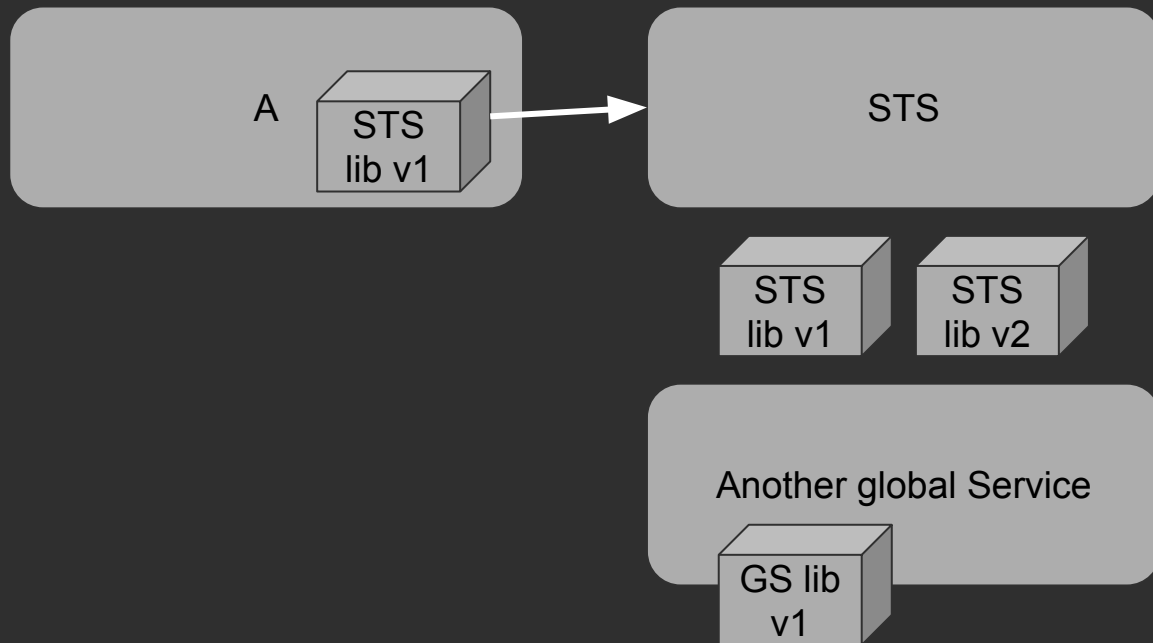 A
STS
lib v1
STS
STS
lib v1
STS
lib v2
Another global Service
GS lib
v1